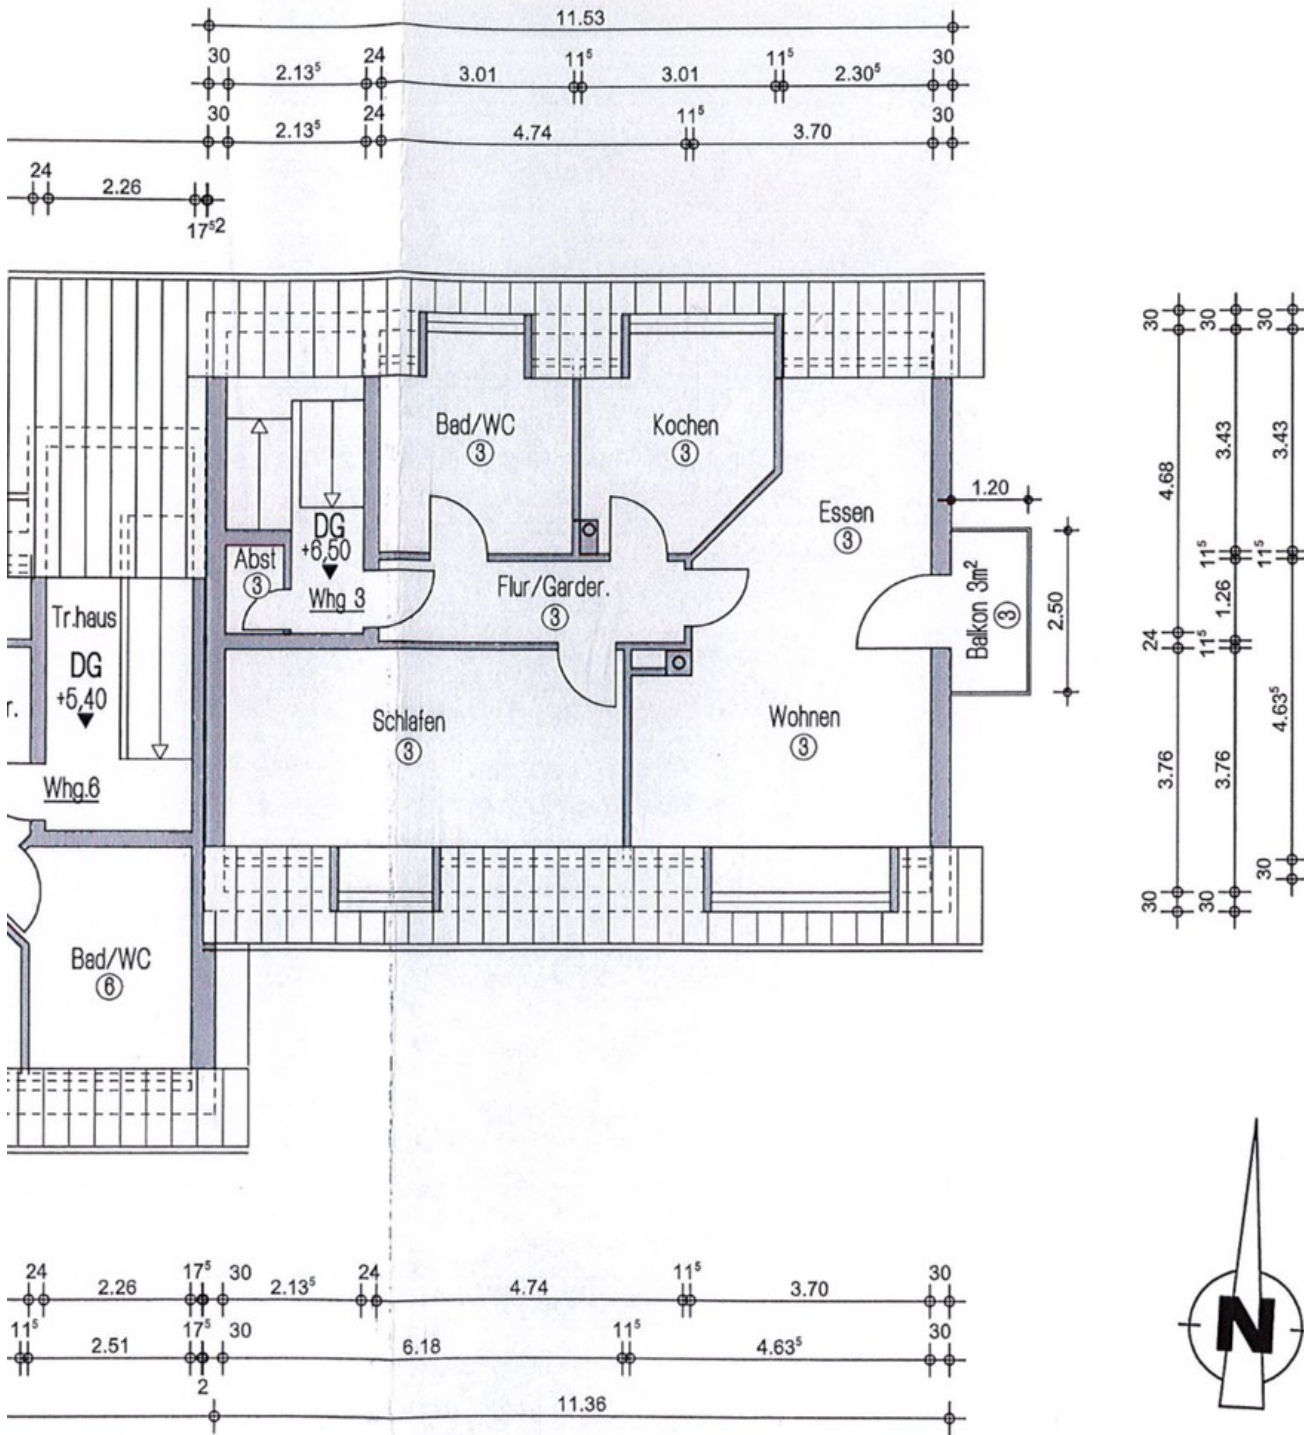 11.53
30 2.13⁵ 24 3.01 11⁵ 3.01 11⁵ 2.30⁵ 30
30 2.13⁵ 24 4.74 11⁵ 3.70 30
24 2.26 17⁵ 2
Bad/WC
③
Kochen
③
Essen
③
DG
+6,50
Whg 3
Abst
③
Flur/Garder.
③
Tr.haus
DG
+5,40
Whg.6
r.
Schlafen
③
Wohnen
③
Balkon 3m²
③
1.20
2.50
Bad/WC
⑥
30 4.68 24 3.76 30
30 3.43 11⁵ 1.26 11⁵ 3.76 30
30 3.43 11⁵ 4.63⁵ 30
24 2.26 17⁵ 30 2.13⁵ 24 4.74 11⁵ 3.70 30
11⁵ 2.51 17⁵ 30 6.18 11⁵ 4.63⁵ 30
2
11.36
N